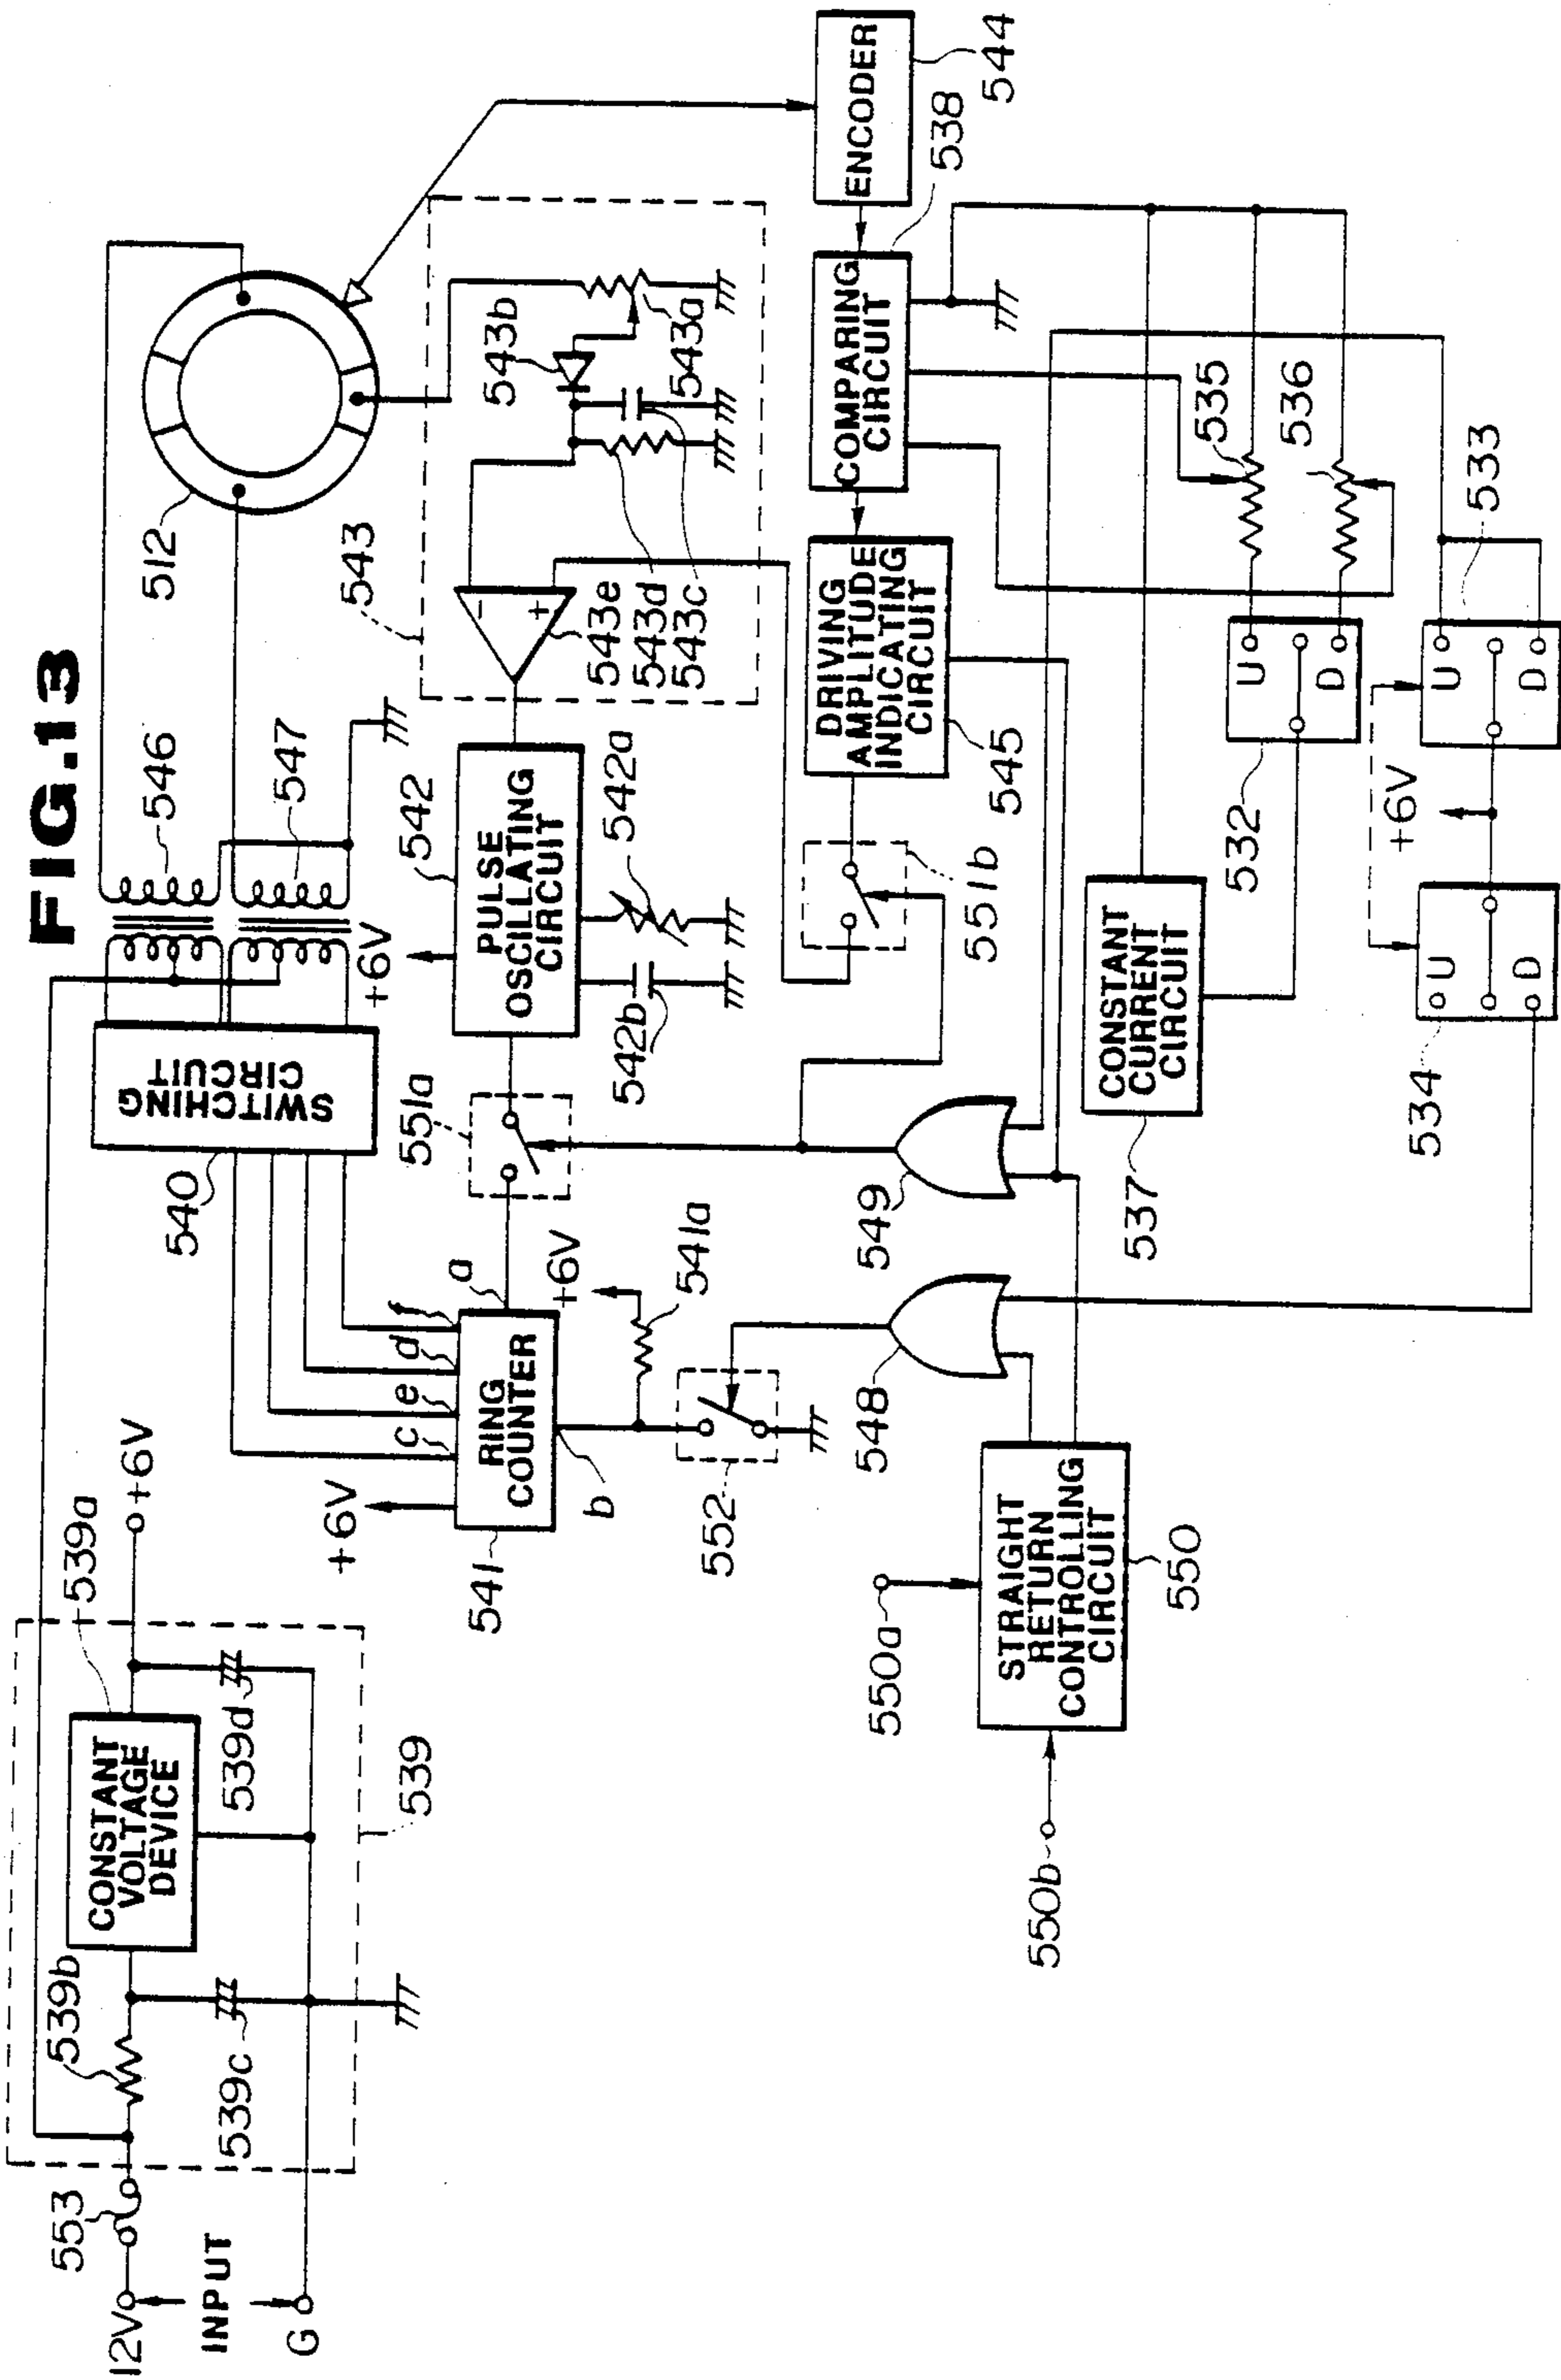 FIG.13
12V
INPUT
G
553
539b
539c
CONSTANT
VOLTAGE
DEVICE
539a
539d
539
+6V
540
SWITCHING
CIRCUIT
546
547
512
+6V
541
RING
COUNTER
c
e
d
f
a
b
+6V
541a
552
551a
PULSE
OSCILLATING
CIRCUIT
542
+6V
542a
542b
543
543b
543a
543e
543d
543c
-
+
ENCODER
544
COMPARING
CIRCUIT
538
DRIVING
AMPLITUDE
INDICATING
CIRCUIT
545
551b
549
548
550a
550b
STRAIGHT
RETURN
CONTROLLING
CIRCUIT
550
CONSTANT
CURRENT
CIRCUIT
537
535
536
U
D
532
+6V
U
D
533
U
D
534